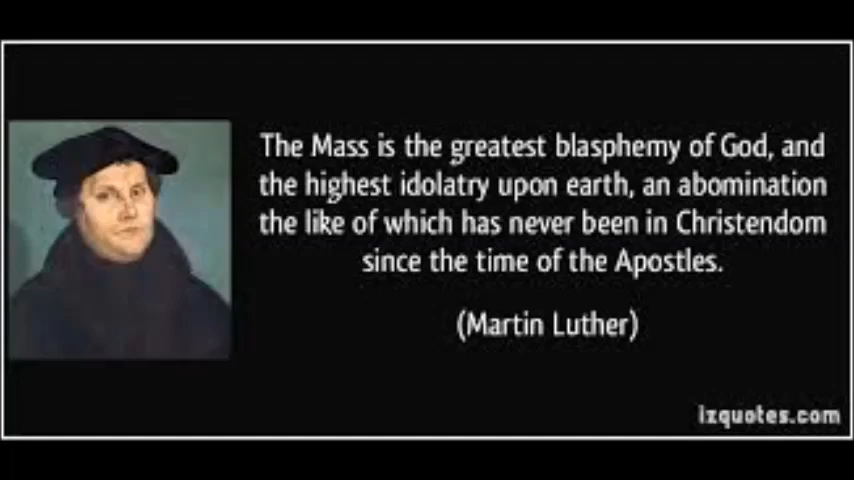 The Mass is the greatest blasphemy of God, and
the highest idolatry upon earth, an abomination
the like of which has never been in Christendom
since the time of the Apostles.
(Martin Luther)
izquotes.com